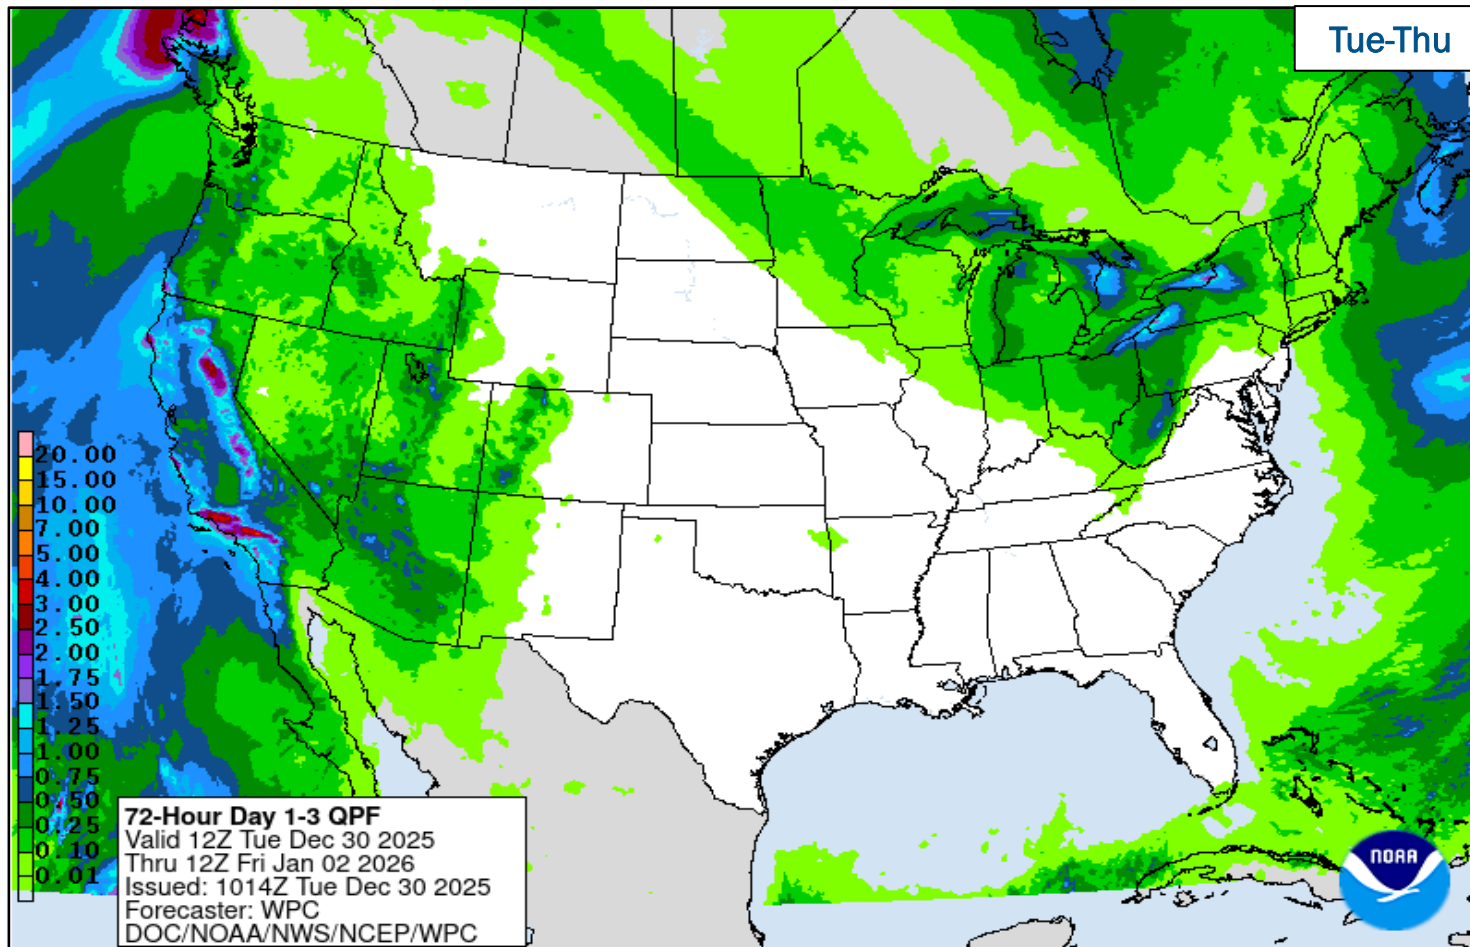 Tue-Thu
20.00
15.00
10.00
7.00
5.00
4.00
3.00
2.50
2.00
1.75
1.50
1.25
1.00
0.75
0.50
0.25
0.10
0.01
72-Hour Day 1-3 QPF
Valid 12Z Tue Dec 30 2025
Thru 12Z Fri Jan 02 2026
Issued: 1014Z Tue Dec 30 2025
Forecaster: WPC
DOC/NOAA/NWS/NCEP/WPC
NOAA